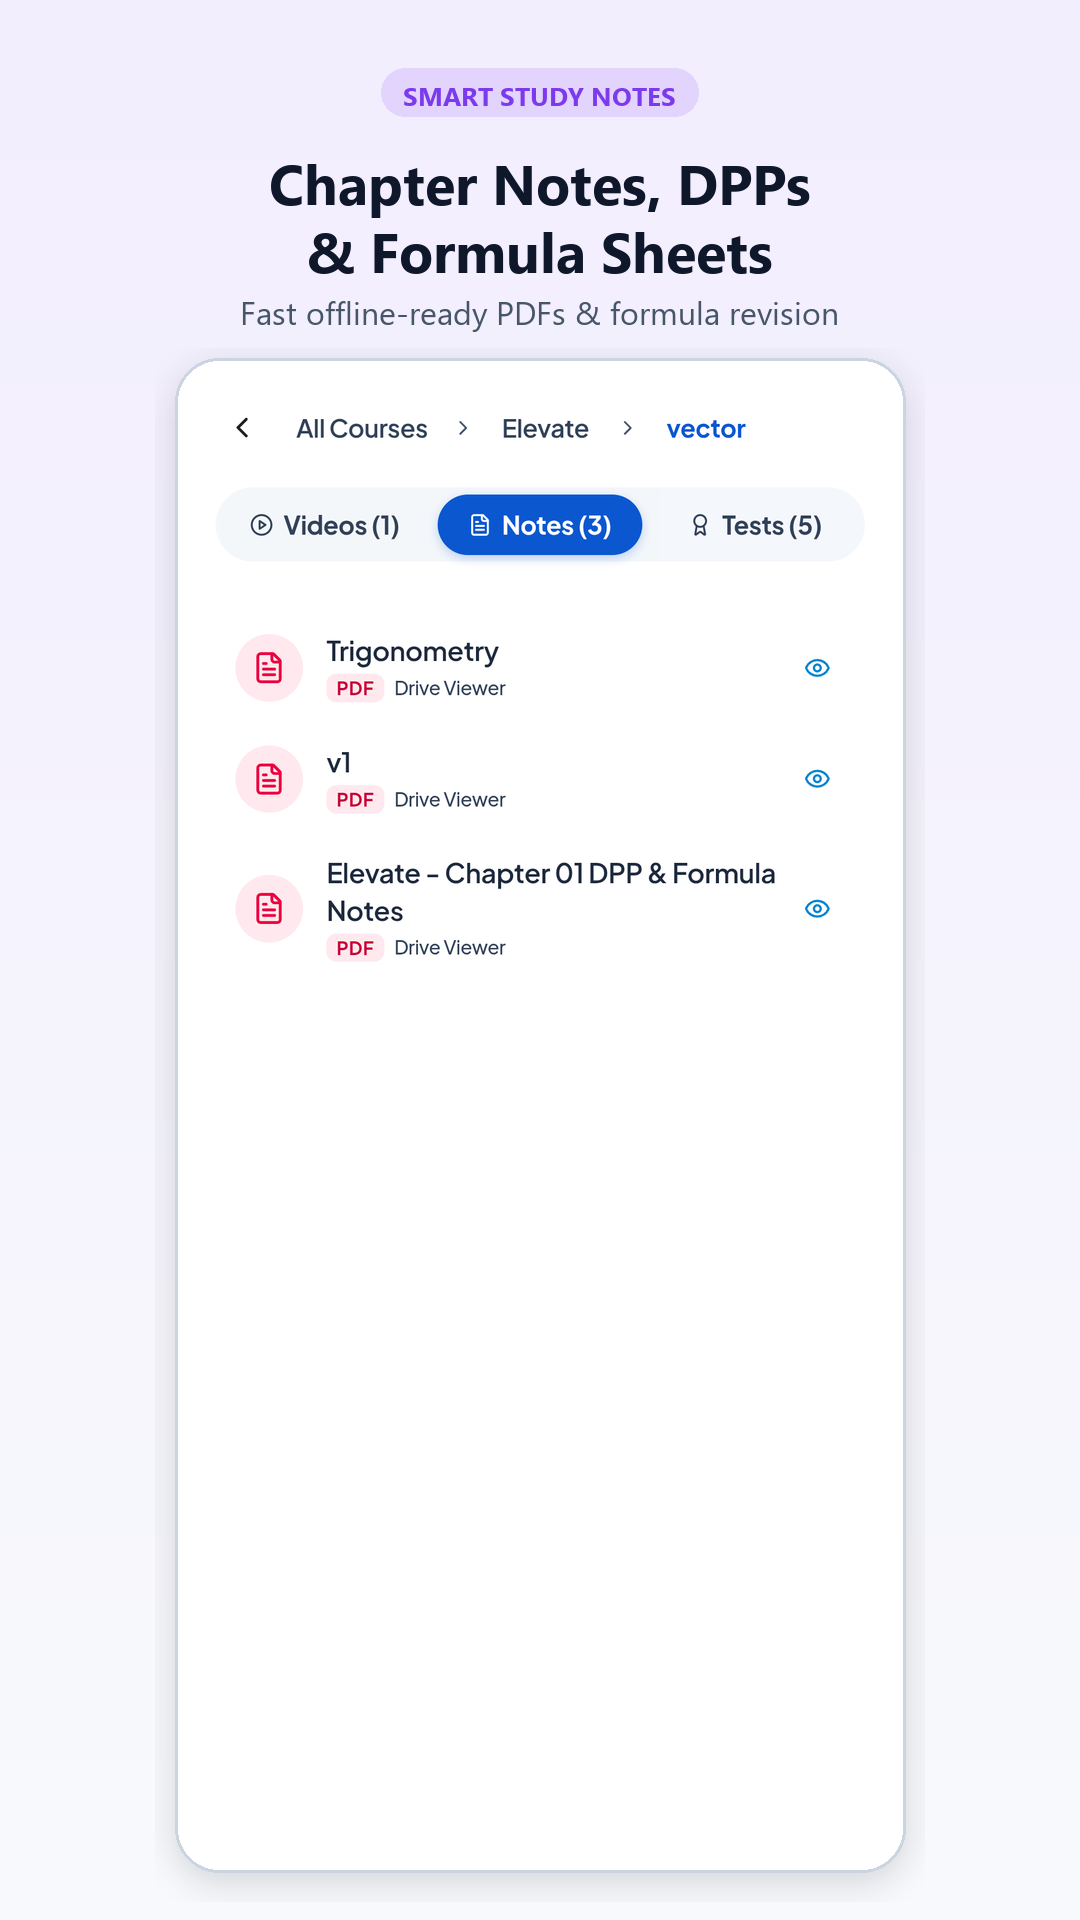 SMART STUDY NOTES
Chapter Notes, DPPs
& Formula Sheets
Fast offline-ready PDFs & formula revision
All Courses > Elevate > vector
Videos (1) Notes (3) Tests (5)
Trigonometry
PDF Drive Viewer
v1
PDF Drive Viewer
Elevate - Chapter 01 DPP & Formula
Notes
PDF Drive Viewer